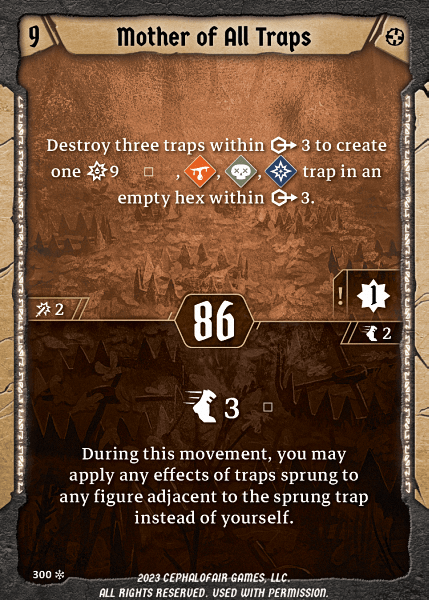 9 Mother of All Traps
Destroy three traps within 3 to create
one 9 , , , trap in an
empty hex within 3.
! 1
2
86
2
3
During this movement, you may
apply any effects of traps sprung to
any figure adjacent to the sprung trap
instead of yourself.
300
2023 CEPHALOFAIR GAMES, LLC.
ALL RIGHTS RESERVED. USED WITH PERMISSION.